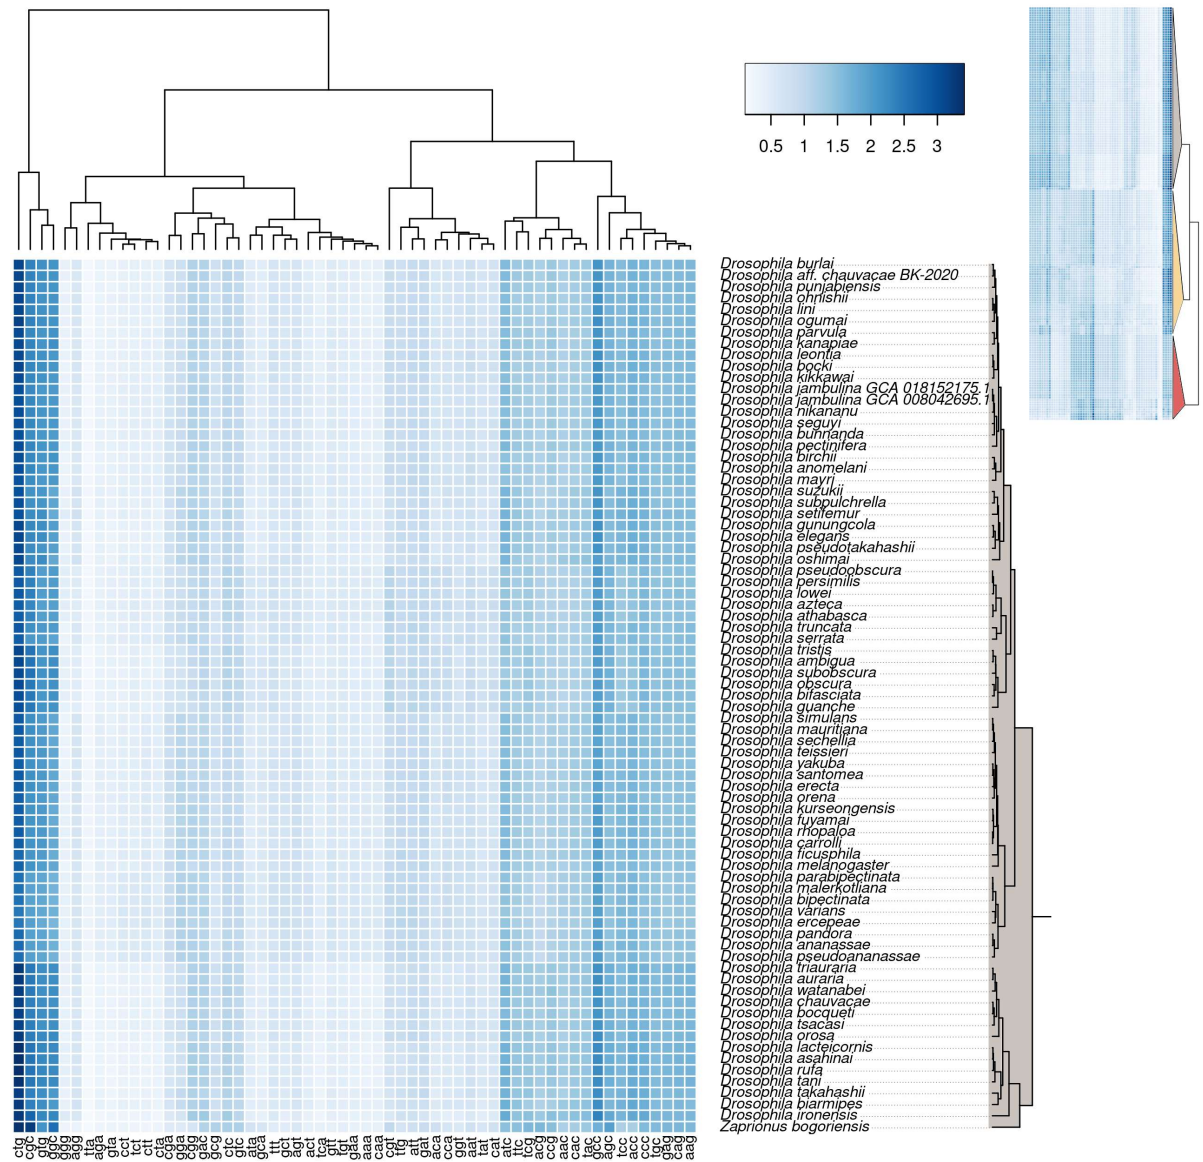 0.5 1 1.5 2 2.5 3
Drosophila burlai
Drosophila aff. chauvacae BK-2020
Drosophila punjabiensis
Drosophila ohnishii
Drosophila lini
Drosophila ogumai
Drosophila parvula
Drosophila kanapiae
Drosophila leontia
Drosophila bocki
Drosophila kikkawai
Drosophila jambulina GCA 018152175.1
Drosophila jambulina GCA 008042695.1
Drosophila nikananu
Drosophila seguyi
Drosophila bunnanda
Drosophila pectinifera
Drosophila birchii
Drosophila anomelani
Drosophila mayri
Drosophila suzukii
Drosophila subpulchrella
Drosophila setifemur
Drosophila gunungcola
Drosophila elegans
Drosophila pseudotakahashii
Drosophila oshimai
Drosophila pseudoobscura
Drosophila persimilis
Drosophila lowei
Drosophila azteca
Drosophila athabasca
Drosophila truncata
Drosophila serrata
Drosophila tristis
Drosophila ambigua
Drosophila subobscura
Drosophila obscura
Drosophila bifasciata
Drosophila guanche
Drosophila simulans
Drosophila mauritiana
Drosophila sechellia
Drosophila teissieri
Drosophila yakuba
Drosophila santomea
Drosophila erecta
Drosophila orena
Drosophila kurseongensis
Drosophila fuyamai
Drosophila rhopaloa
Drosophila carrolli
Drosophila ficusphila
Drosophila melanogaster
Drosophila parabipectinata
Drosophila malerkotliana
Drosophila bipectinata
Drosophila varians
Drosophila ercepeae
Drosophila pandora
Drosophila ananassae
Drosophila pseudoananassae
Drosophila triauraria
Drosophila auraria
Drosophila watanabei
Drosophila chauvacae
Drosophila bocqueti
Drosophila tsacasi
Drosophila orosa
Drosophila lacteicornis
Drosophila asahinai
Drosophila rufa
Drosophila tani
Drosophila takahashii
Drosophila biarmipes
Drosophila ironensis
Zaprionus bogoriensis
ctg cgc gtg ggc ggg agg tta aga gta cct tct ctt cta cga gga cgg gac gcg ctc gtc ata gca ttt gct agt act tca gtt tgt gaa aaa caa cgt ttg att gat aca cca ggt aat tat cat atc ttc tcg acg ccg aac cac tac gcc agc tcc acc ccc tgc gag cag aag